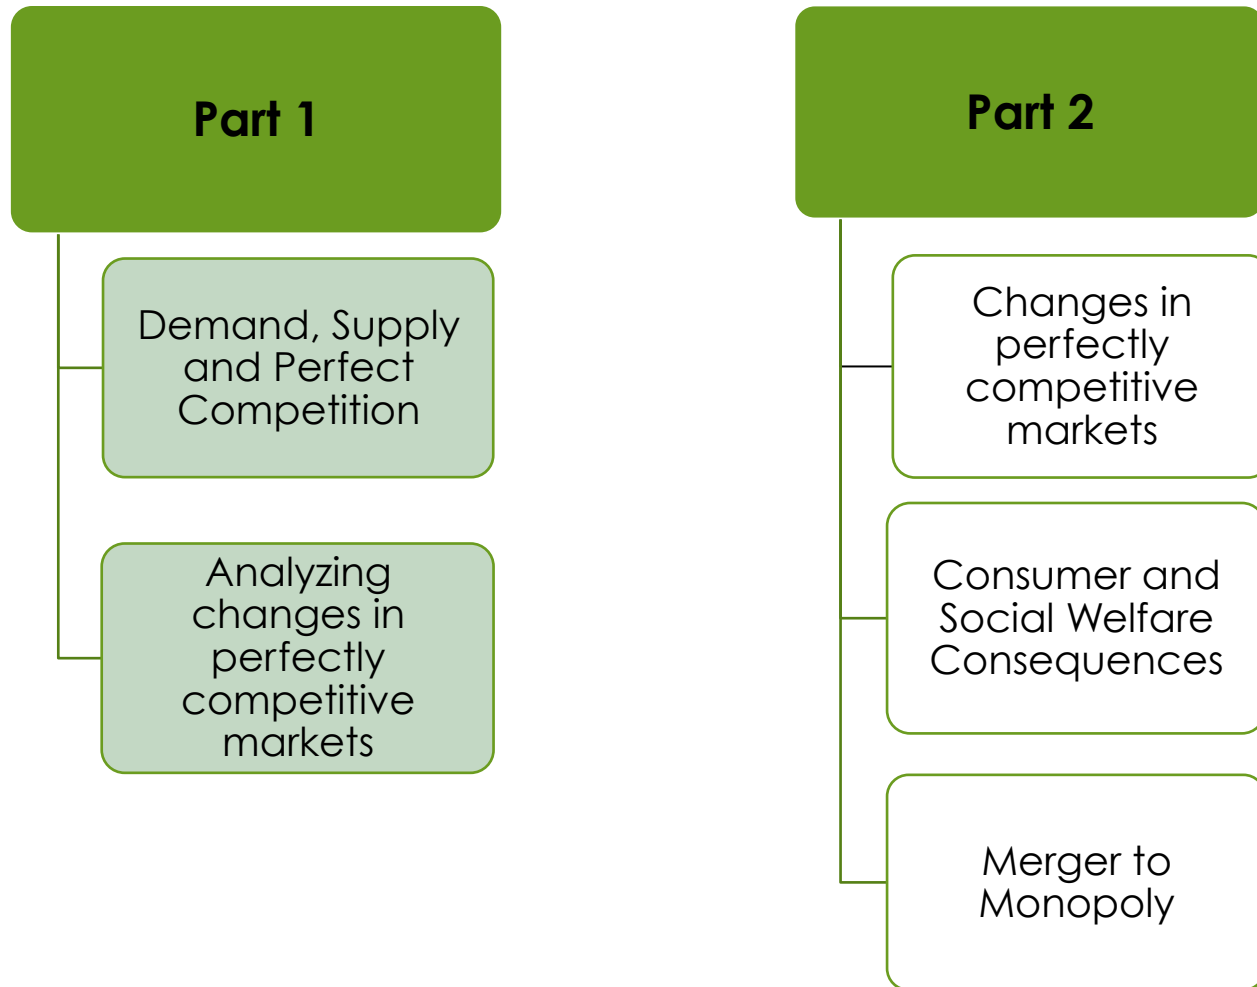 Part 1
Demand, Supply
and Perfect
Competition
Analyzing
changes in
perfectly
competitive
markets
Part 2
Changes in
perfectly
competitive
markets
Consumer and
Social Welfare
Consequences
Merger to
Monopoly